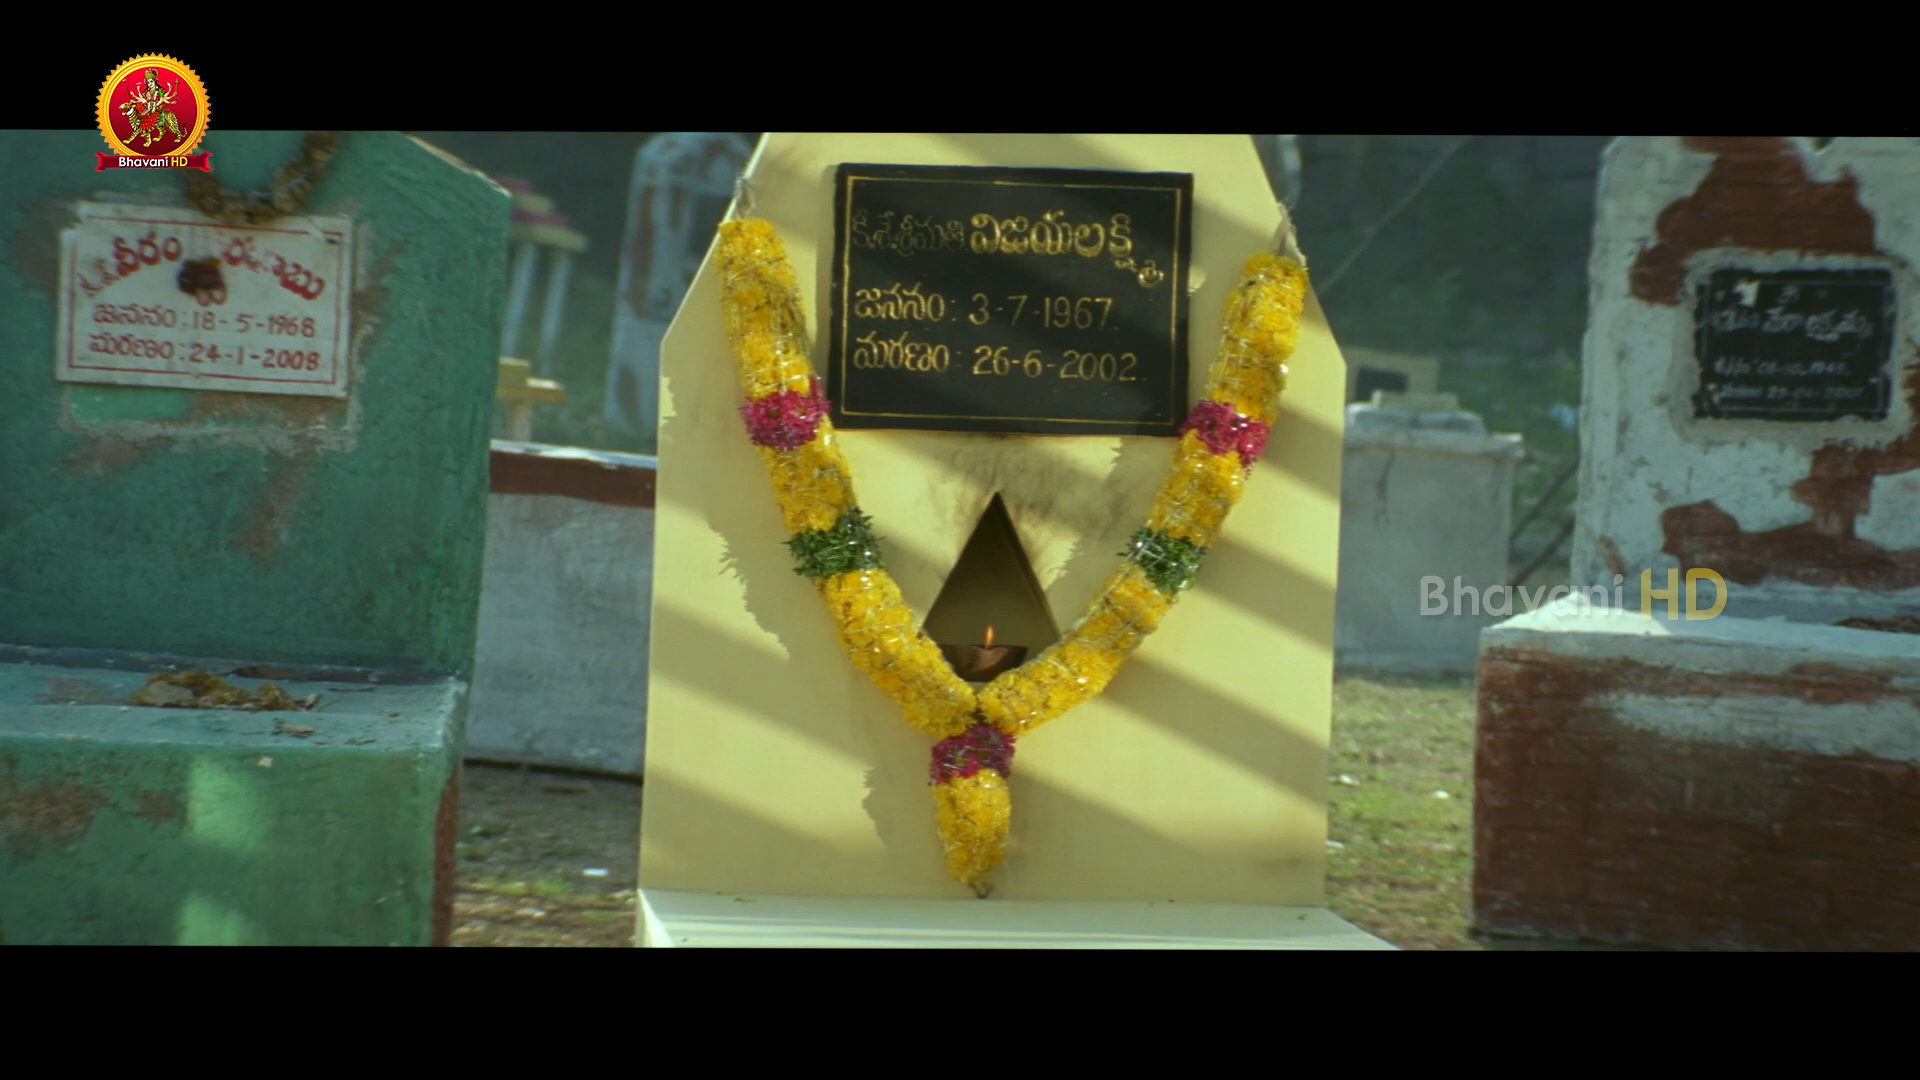 Bhavani HD
వీరం
జననం : 18-5-1968
మరణం : 24-1-2008
కీ.శే.శ్రీమతి విజయలక్ష్మి
జననం : 3-7-1967.
మరణం : 26-6-2002.
Bhavani HD